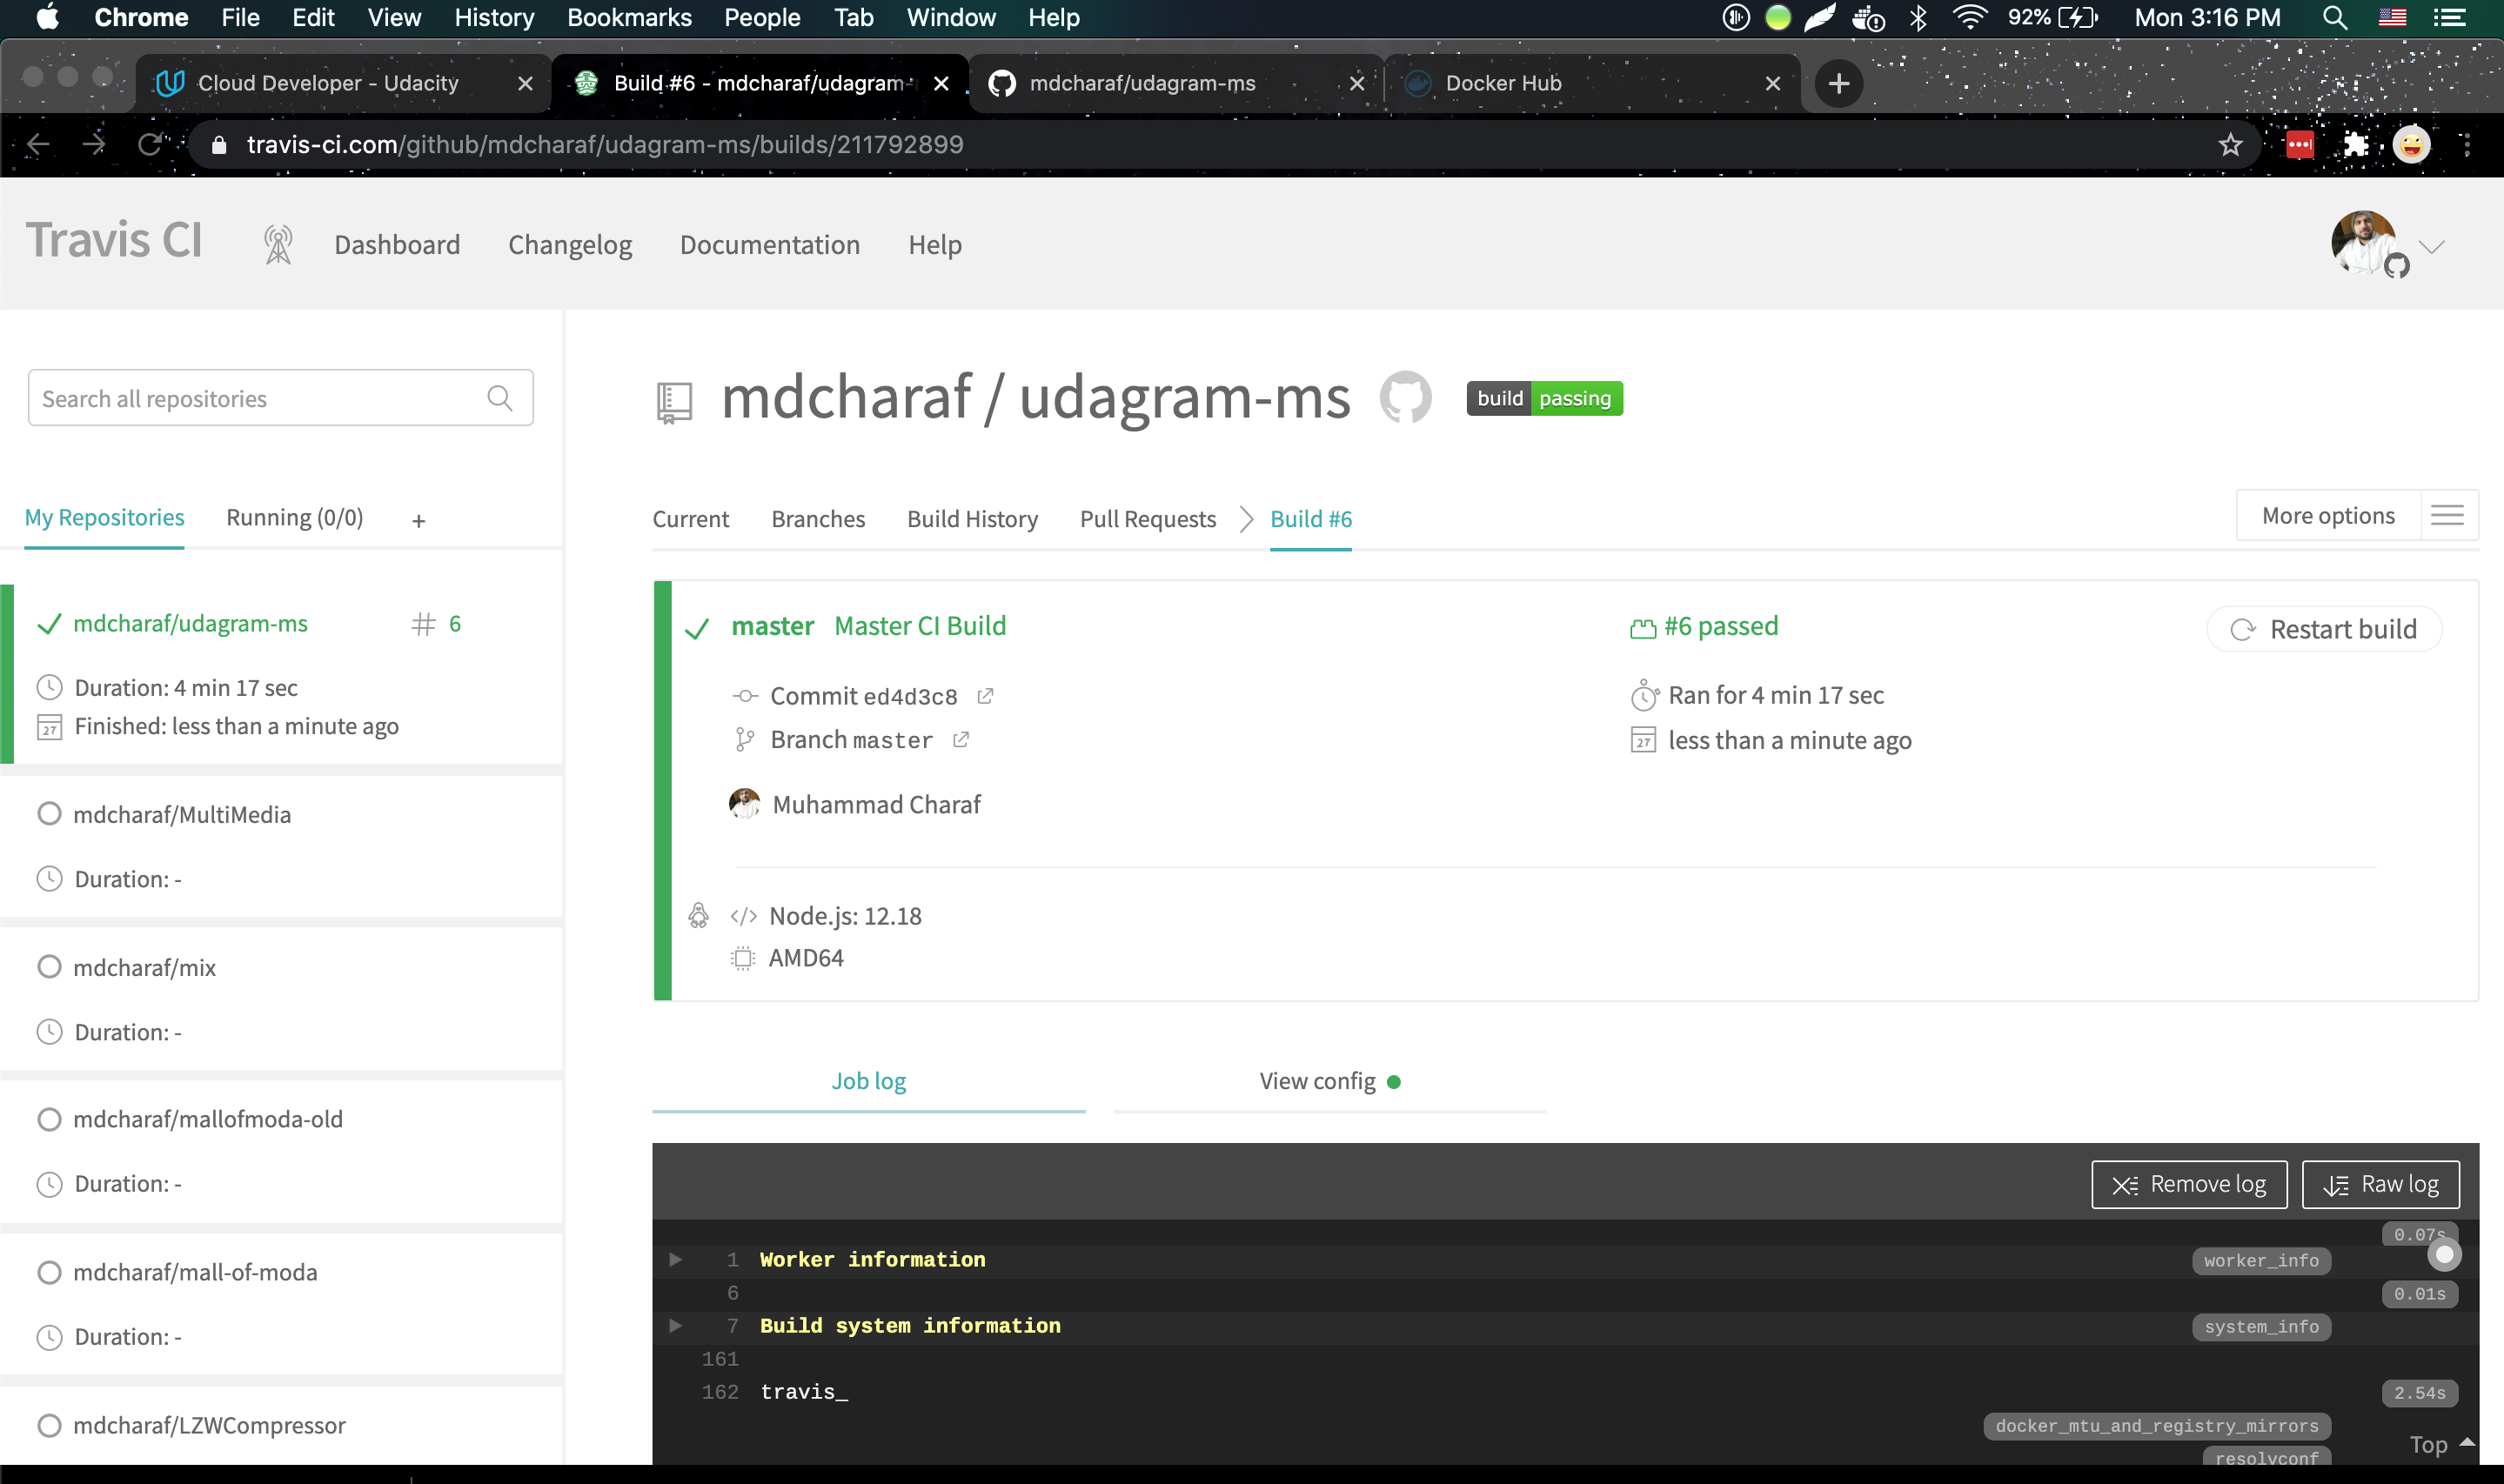 Chrome File Edit View History Bookmarks People Tab Window Help 92% Mon 3:16 PM
Cloud Developer - Udacity Build #6 - mdcharaf/udagram- mdcharaf/udagram-ms Docker Hub
travis-ci.com/github/mdcharaf/udagram-ms/builds/211792899
Travis CI Dashboard Changelog Documentation Help
Search all repositories
My Repositories Running (0/0) +
mdcharaf/udagram-ms # 6
Duration: 4 min 17 sec
27 Finished: less than a minute ago
mdcharaf/MultiMedia
Duration: -
mdcharaf/mix
Duration: -
mdcharaf/mallofmoda-old
Duration: -
mdcharaf/mall-of-moda
Duration: -
mdcharaf/LZWCompressor
mdcharaf / udagram-ms build passing
Current Branches Build History Pull Requests Build #6 More options
master Master CI Build #6 passed Restart build
Commit ed4d3c8 Ran for 4 min 17 sec
Branch master 27 less than a minute ago
Muhammad Charaf
</> Node.js: 12.18
AMD64
Job log View config
Remove log Raw log
0.07s
1 Worker information worker_info
6 0.01s
7 Build system information system_info
161
162 travis_ 2.54s
docker_mtu_and_registry_mirrors
Top
resolvconf